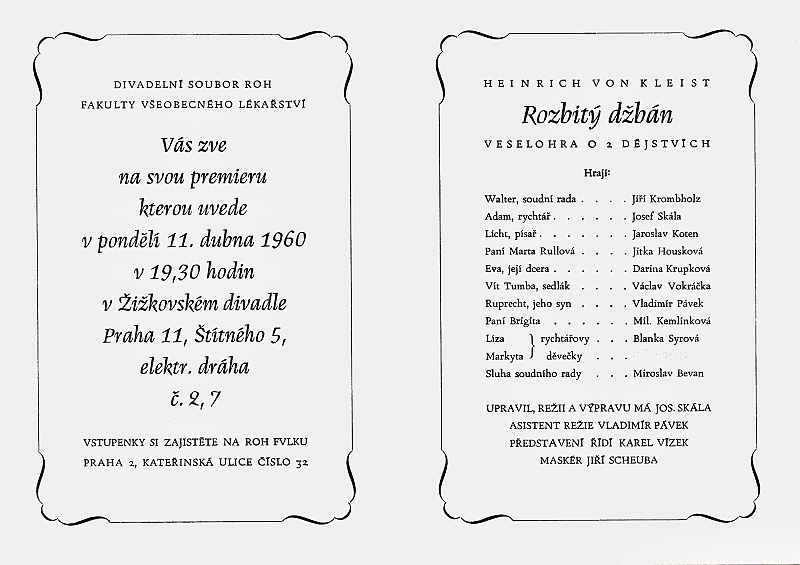 DIVADELNÍ SOUBOR ROH
FAKULTY VŠEOBECNÉHO LÉKAŘSTVÍ
Vás zve
na svou premieru
kterou uvede
v pondělí 11. dubna 1960
v 19,30 hodin
v Žižkovském divadle
Praha 11, Štítného 5,
elektr. dráha
č. 2, 7
VSTUPENKY SI ZAJISTĚTE NA ROH FVLKU
PRAHA 2, KATEŘINSKÁ ULICE ČÍSLO 32
HEINRICH VON KLEIST
Rozbitý džbán
VESELOHRA O 2 DĚJSTVÍCH
Hrají:
Walter, soudní rada . . . . Jiří Krombholz
Adam, rychtář . . . . . . Josef Skála
Licht, písař . . . . . . . Jaroslav Koten
Paní Marta Rullová . . . . Jitka Housková
Eva, její dcera . . . . . . Darina Krupková
Vít Tumba, sedlák . . . . Václav Vokráčka
Ruprecht, jeho syn . . . . Vladimír Pávek
Paní Brigita . . . . . . Mil. Kemlinková
Líza } rychtářovy . . . Blanka Syrová
Markyta } děvečky . . .
Sluha soudního rady . . . Miroslav Bevan
UPRAVIL, REŽII A VÝPRAVU MÁ JOS. SKÁLA
ASISTENT REŽIE VLADIMÍR PÁVEK
PŘEDSTAVENÍ ŘÍDÍ KAREL VÍZEK
MASKÉR JIŘÍ SCHEUBA